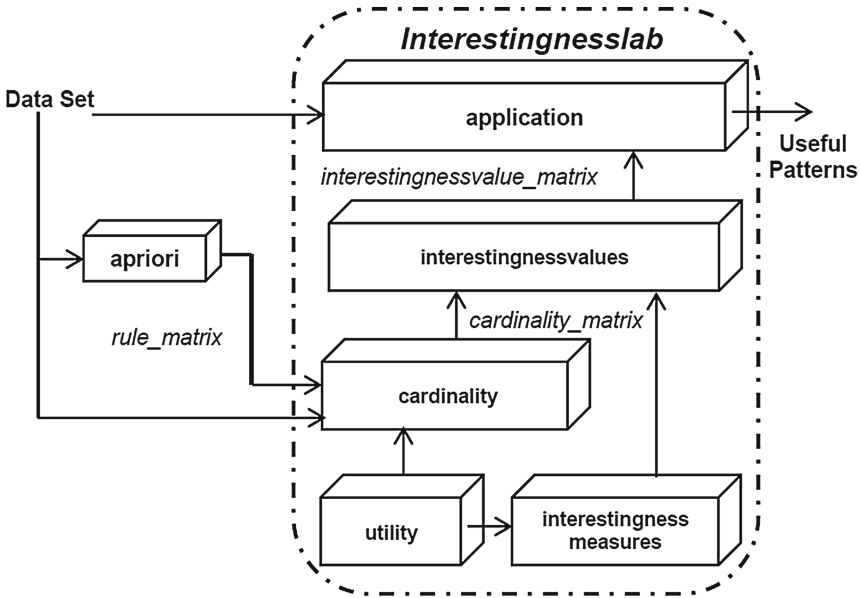 Interestingnesslab
Data Set
application
Useful
Patterns
interestingnessvalue_matrix
apriori
interestingnessvalues
rule_matrix
cardinality_matrix
cardinality
utility
interestingness
measures